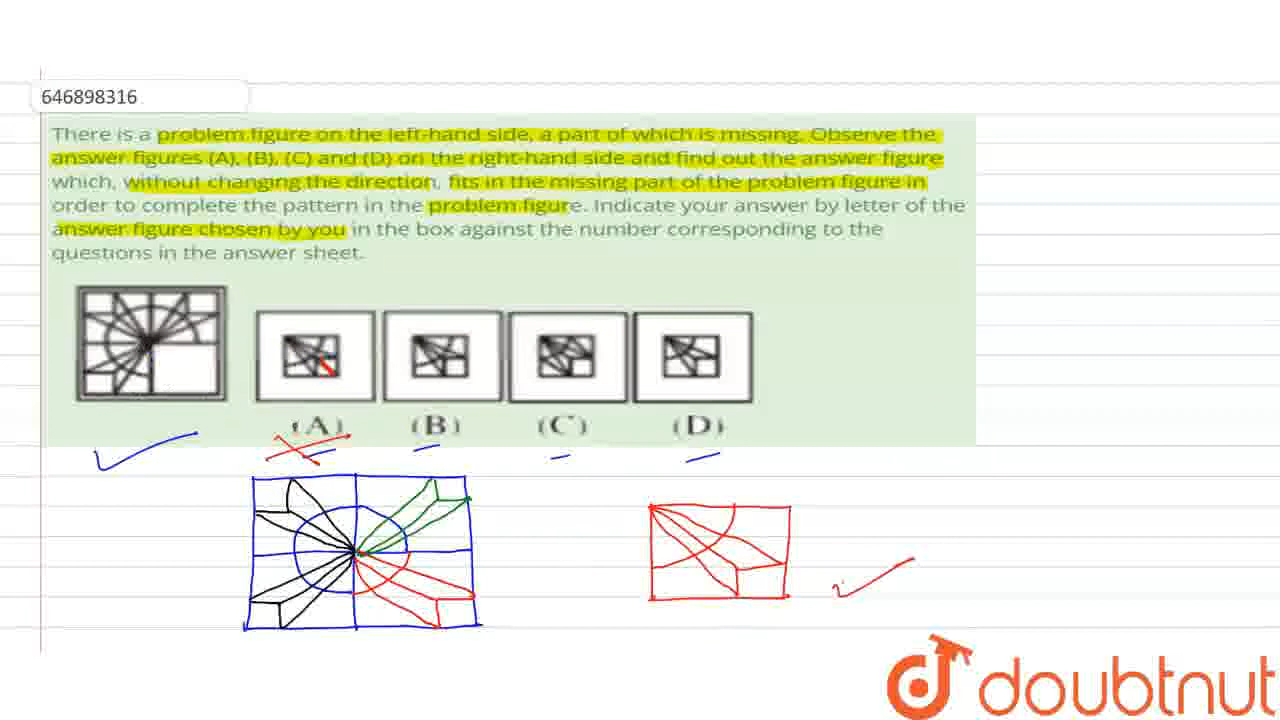 646898316
There is a problem figure on the left-hand side, a part of which is missing. Observe the
answer figures (A), (B), (C) and (D) on the right-hand side and find out the answer figure
which, without changing the direction, fits in the missing part of the problem figure in
order to complete the pattern in the problem figure. Indicate your answer by letter of the
answer figure chosen by you in the box against the number corresponding to the
questions in the answer sheet.
(A) (B) (C) (D)
doubtnut